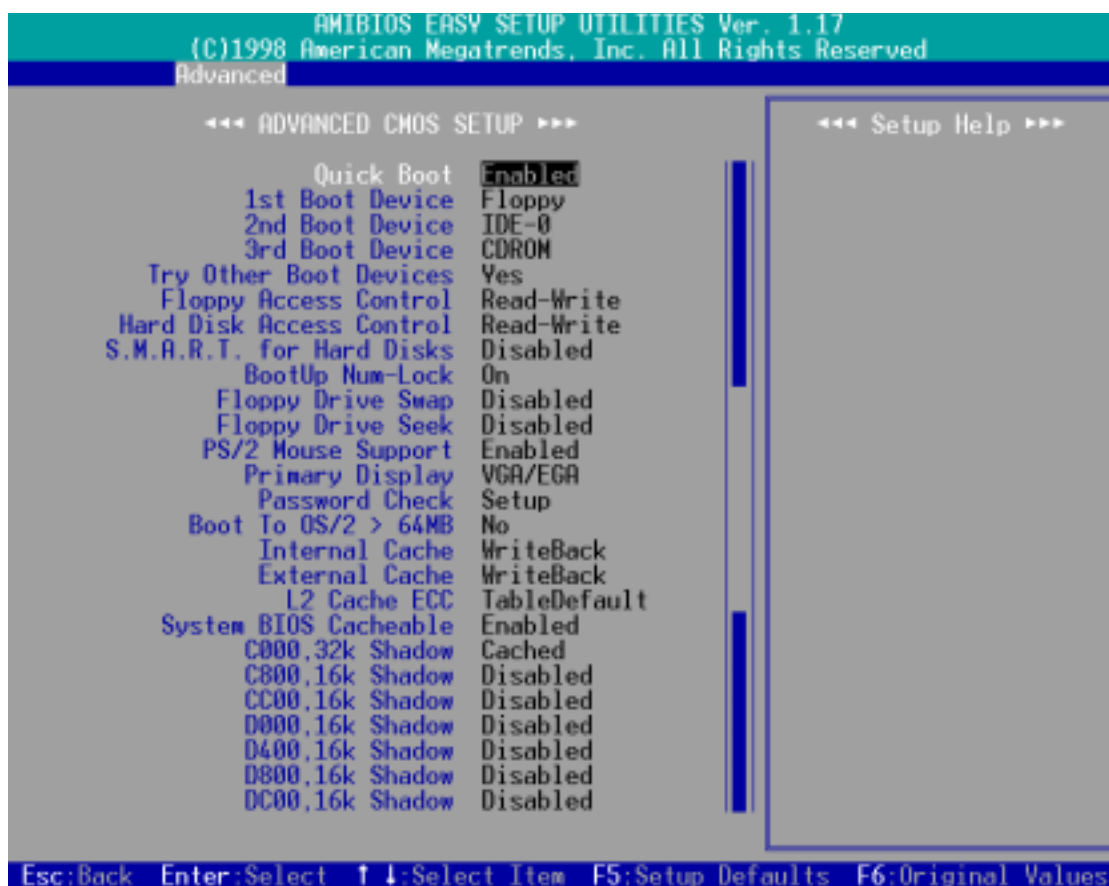 AMIBIOS EASY SETUP UTILITIES Ver. 1.17
(C)1998 American Megatrends, Inc. All Rights Reserved
Advanced
◄◄◄ ADVANCED CMOS SETUP ►►►
◄◄◄ Setup Help ►►►
Quick Boot Enabled
1st Boot Device Floppy
2nd Boot Device IDE-0
3rd Boot Device CDROM
Try Other Boot Devices Yes
Floppy Access Control Read-Write
Hard Disk Access Control Read-Write
S.M.A.R.T. for Hard Disks Disabled
BootUp Num-Lock On
Floppy Drive Swap Disabled
Floppy Drive Seek Disabled
PS/2 Mouse Support Enabled
Primary Display VGA/EGA
Password Check Setup
Boot To OS/2 > 64MB No
Internal Cache WriteBack
External Cache WriteBack
L2 Cache ECC TableDefault
System BIOS Cacheable Enabled
C000,32k Shadow Cached
C800,16k Shadow Disabled
CC00,16k Shadow Disabled
D000,16k Shadow Disabled
D400,16k Shadow Disabled
D800,16k Shadow Disabled
DC00,16k Shadow Disabled
Esc:Back Enter:Select ↑↓:Select Item F5:Setup Defaults F6:Original Values